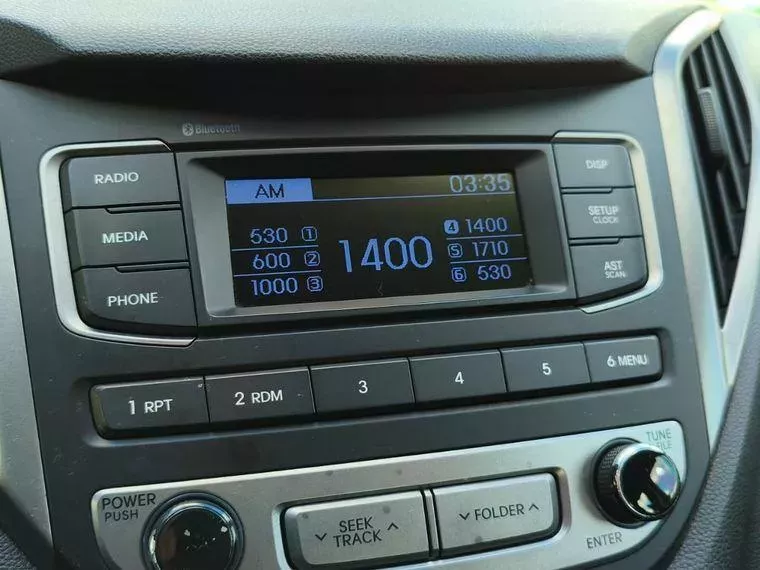 Bluetooth
RADIO
MEDIA
PHONE
AM
03:35
530 1
600 2
1000 3
1400
4 1400
5 1710
6 530
DISP
SETUP
CLOCK
AST
SCAN
1 RPT
2 RDM
3
4
5
6 MENU
POWER
PUSH
SEEK
TRACK
FOLDER
TUNE
FILE
ENTER